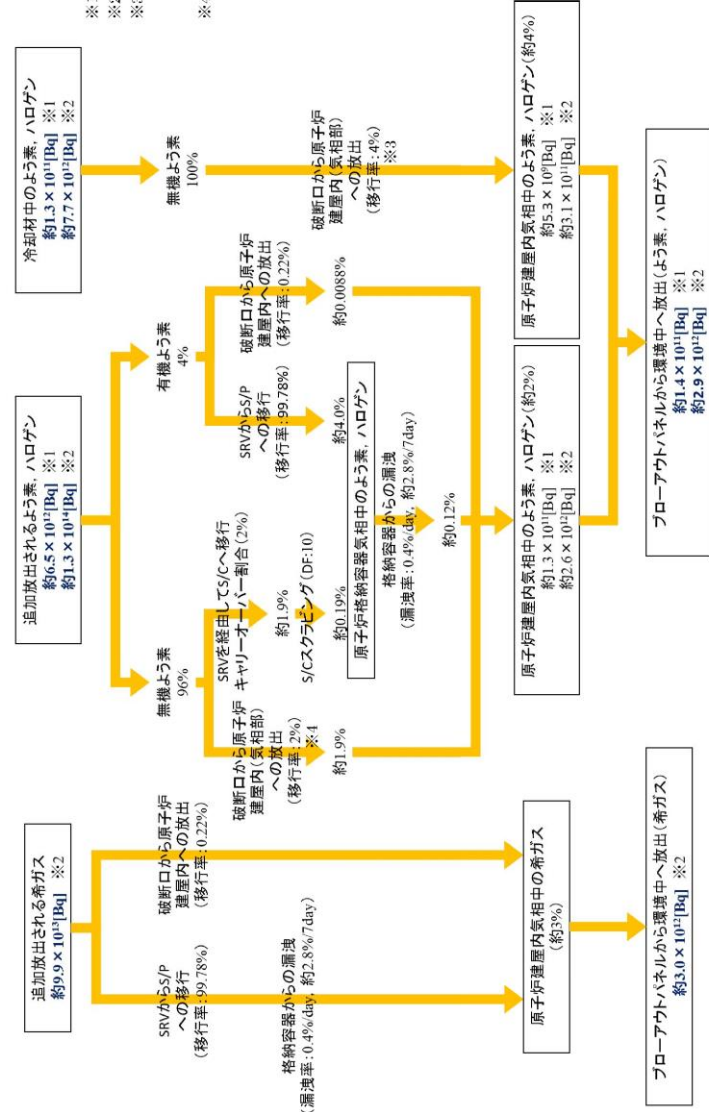 追加放出される希ガス
約9.9×10¹³[Bq] ※2
SRVからS/P
への移行
(移行率:99.78%)
破断口から原子炉
建屋内への放出
(移行率:0.22%)
格納容器からの漏洩
(漏洩率:0.4%/day, 約2.8%/7day)
原子炉建屋内気相中の希ガス
(約3%)
ブローアウトパネルから環境中へ放出(希ガス)
約3.0×10¹²[Bq] ※2
追加放出されるよう素, ハロゲン
約6.5×10¹²[Bq] ※1
約1.3×10¹⁴[Bq] ※2
無機よう素
96%
有機よう素
4%
破断口から原子炉
建屋内(気相部)
への放出
(移行率:2%)
※4
約1.9%
SRVを経由してS/Cへ移行
キャリーオーバー割合(2%)
約1.9%
S/Cスクラビング(DF:10)
約0.19%
SRVからS/P
への移行
(移行率:99.78%)
約4.0%
破断口から原子炉
建屋内への放出
(移行率:0.22%)
約0.0088%
原子炉格納容器気相中のよう素, ハロゲン
格納容器からの漏洩
(漏洩率:0.4%/day, 約2.8%/7day)
約0.12%
原子炉建屋内気相中のよう素, ハロゲン(約2%)
約1.3×10¹¹[Bq] ※1
約2.6×10¹²[Bq] ※2
冷却材中のよう素, ハロゲン
約1.3×10¹¹[Bq] ※1
約7.7×10¹²[Bq] ※2
無機よう素
100%
破断口から原子炉
建屋内(気相部)
への放出
(移行率:4%)
※3
原子炉建屋内気相中のよう素, ハロゲン(約4%)
約5.3×10⁹[Bq] ※1
約3.1×10¹¹[Bq] ※2
ブローアウトパネルから環境中へ放出(よう素, ハロゲン)
約1.4×10¹¹[Bq] ※1
約2.9×10¹²[Bq] ※2
※1
※2
※3
※4